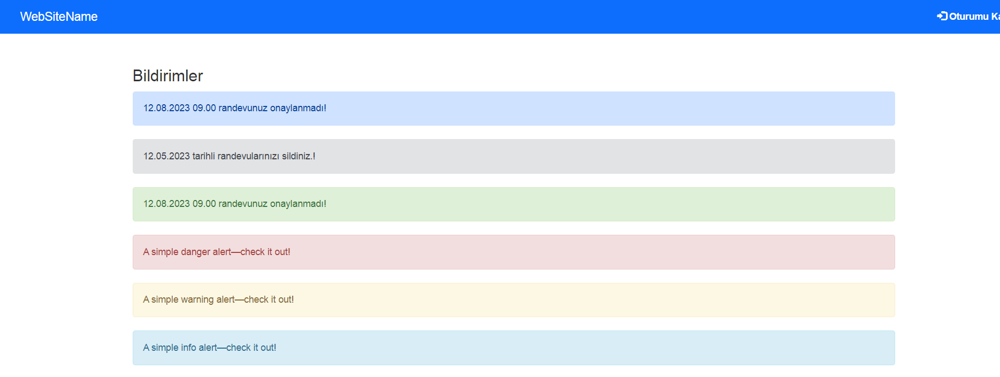 WebSiteName
Oturumu
Bildirimler
12.08.2023 09.00 randevunuz onaylanmadı!
12.05.2023 tarihli randevularınızı sildiniz.!
12.08.2023 09.00 randevunuz onaylanmadı!
A simple danger alert—check it out!
A simple warning alert—check it out!
A simple info alert—check it out!